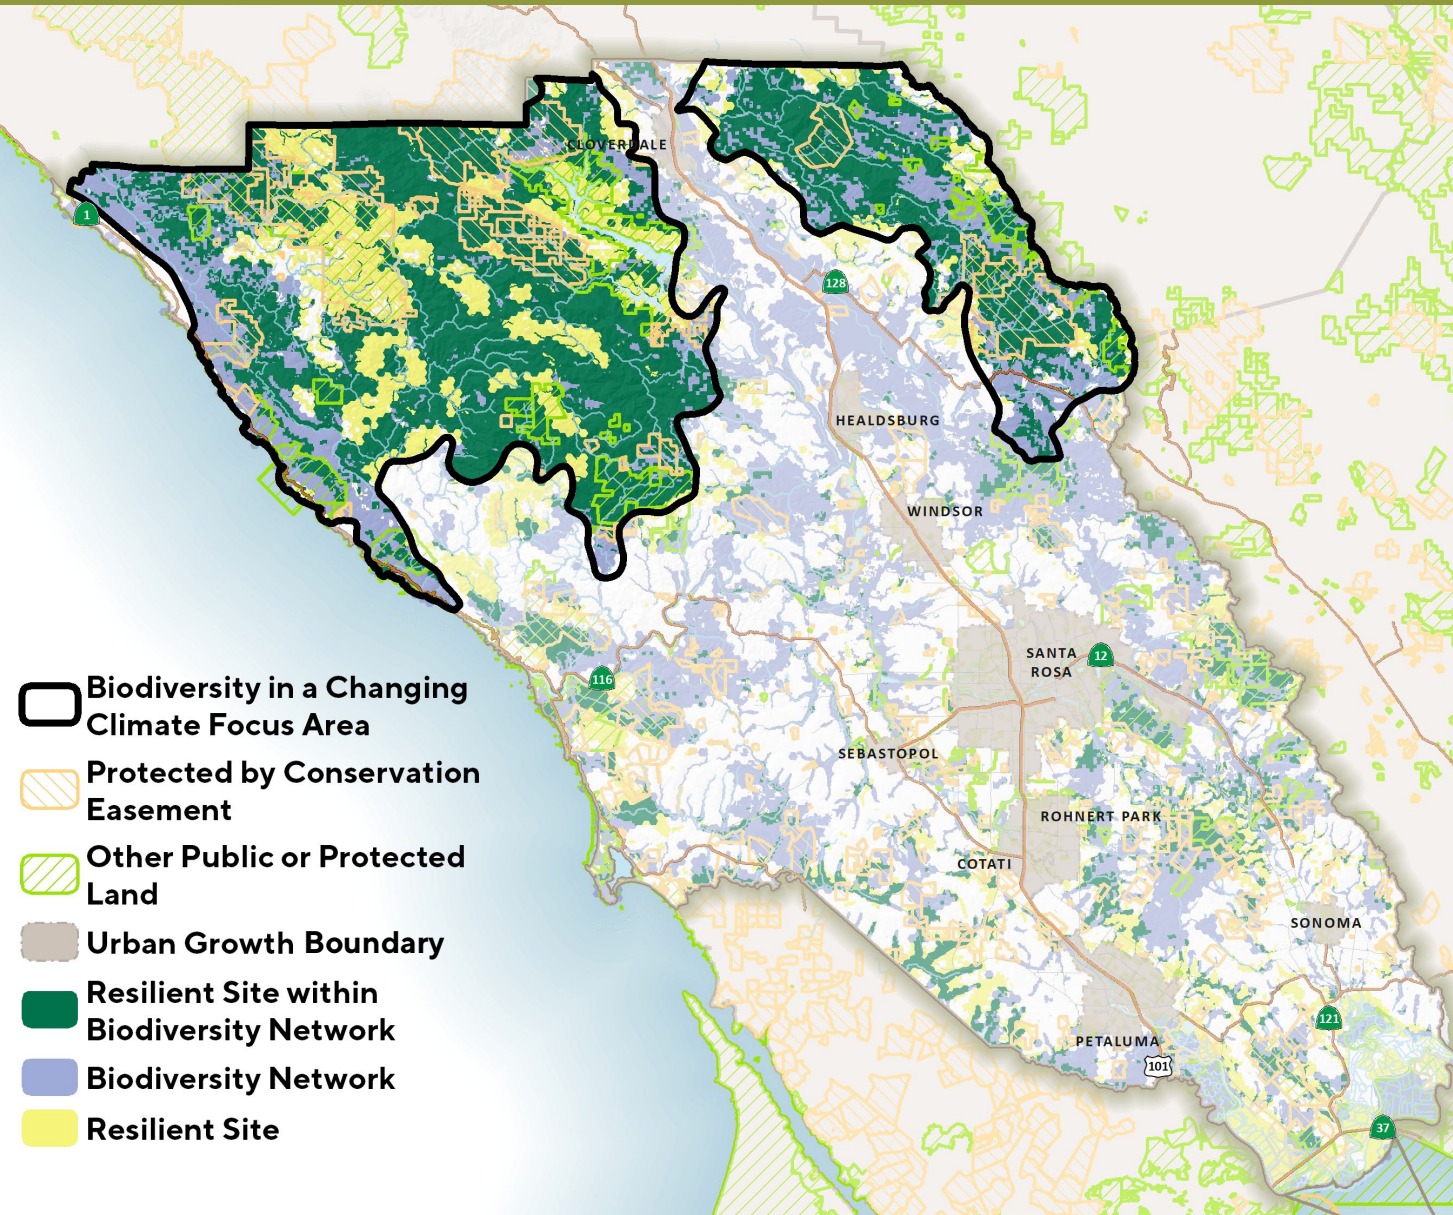 CLOVERDALE
1
128
HEALDSBURG
WINDSOR
SANTA
ROSA
12
116
SEBASTOPOL
ROHNERT PARK
COTATI
SONOMA
121
PETALUMA
101
37
Biodiversity in a Changing
Climate Focus Area
Protected by Conservation
Easement
Other Public or Protected
Land
Urban Growth Boundary
Resilient Site within
Biodiversity Network
Biodiversity Network
Resilient Site